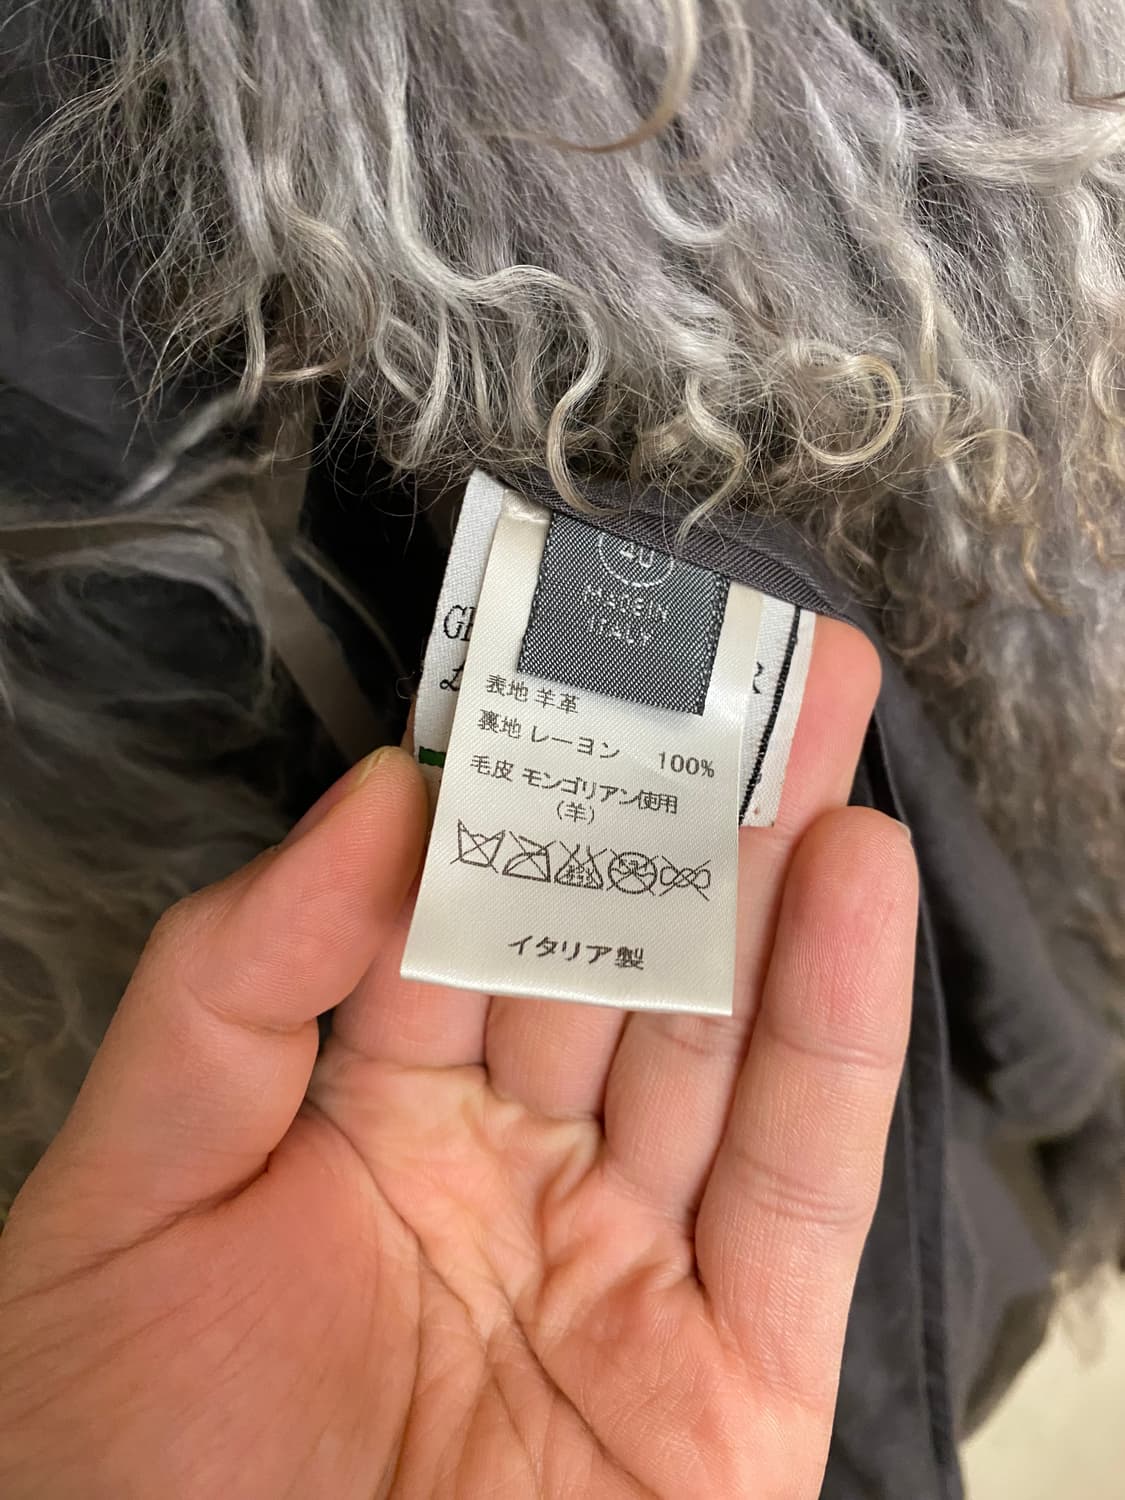 40
MADE IN
ITALY
表地 羊革
裏地 レーヨン 100%
毛皮 モンゴリアン使用
(羊)
イタリア製